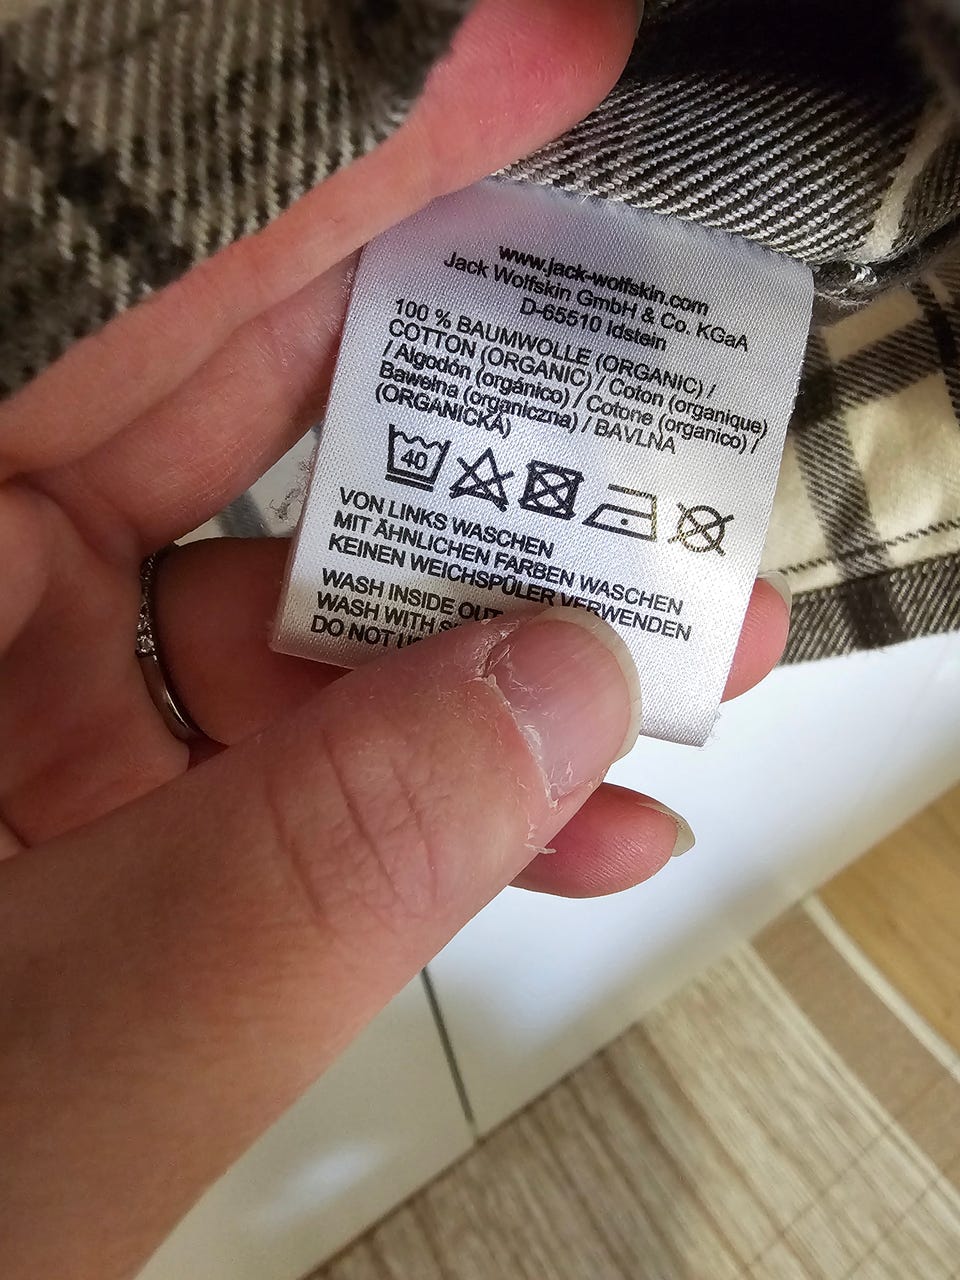 www.jack-wolfskin.com
Jack Wolfskin GmbH & Co. KGaA
D-65510 Idstein
100 % BAUMWOLLE (ORGANIC) /
COTTON (ORGANIC) / Coton (organique)
/ Algodón (orgánico) / Cotone (organico) /
Bawełna (organiczna) / BAVLNA
(ORGANICKÁ)
40
VON LINKS WASCHEN
MIT ÄHNLICHEN FARBEN WASCHEN
KEINEN WEICHSPÜLER VERWENDEN
WASH INSIDE OUT
WASH WITH
DO NOT